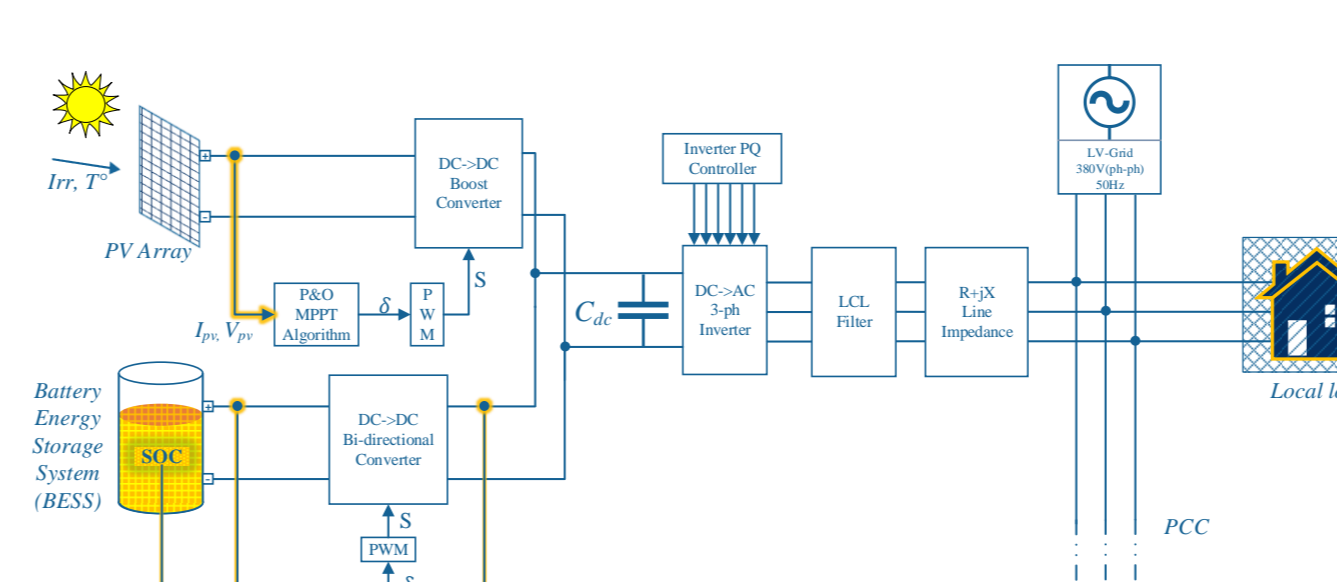 Irr, T°
PV Array
+
-
DC->DC
Boost
Converter
S
P&O
MPPT
Algorithm
δ
P
W
M
Ipv, Vpv
Inverter PQ
Controller
Cdc
DC->AC
3-ph
Inverter
LCL
Filter
R+jX
Line
Impedance
LV-Grid
380V(ph-ph)
50Hz
Local
Battery
Energy
Storage
System
(BESS)
SOC
+
-
DC->DC
Bi-directional
Converter
S
PWM
PCC